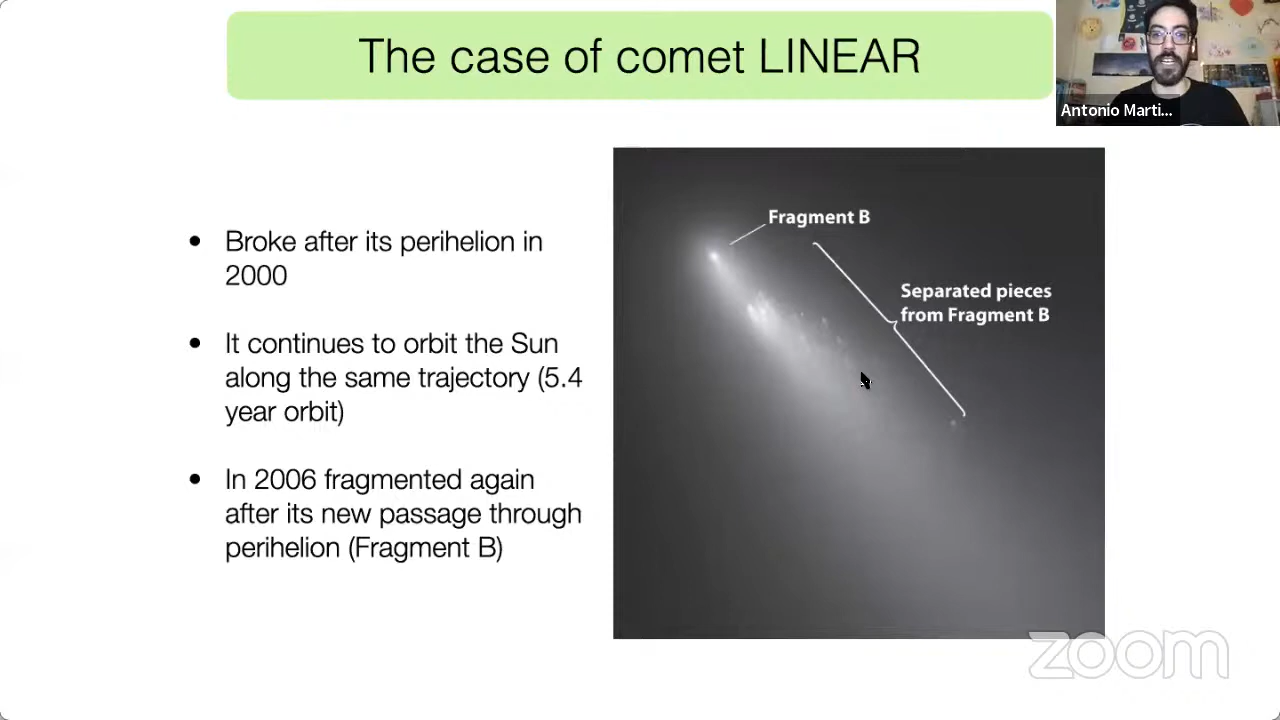 The case of comet LINEAR
Antonio Marti...
Fragment B
Separated pieces
from Fragment B
• Broke after its perihelion in
2000
• It continues to orbit the Sun
along the same trajectory (5.4
year orbit)
• In 2006 fragmented again
after its new passage through
perihelion (Fragment B)
zoom